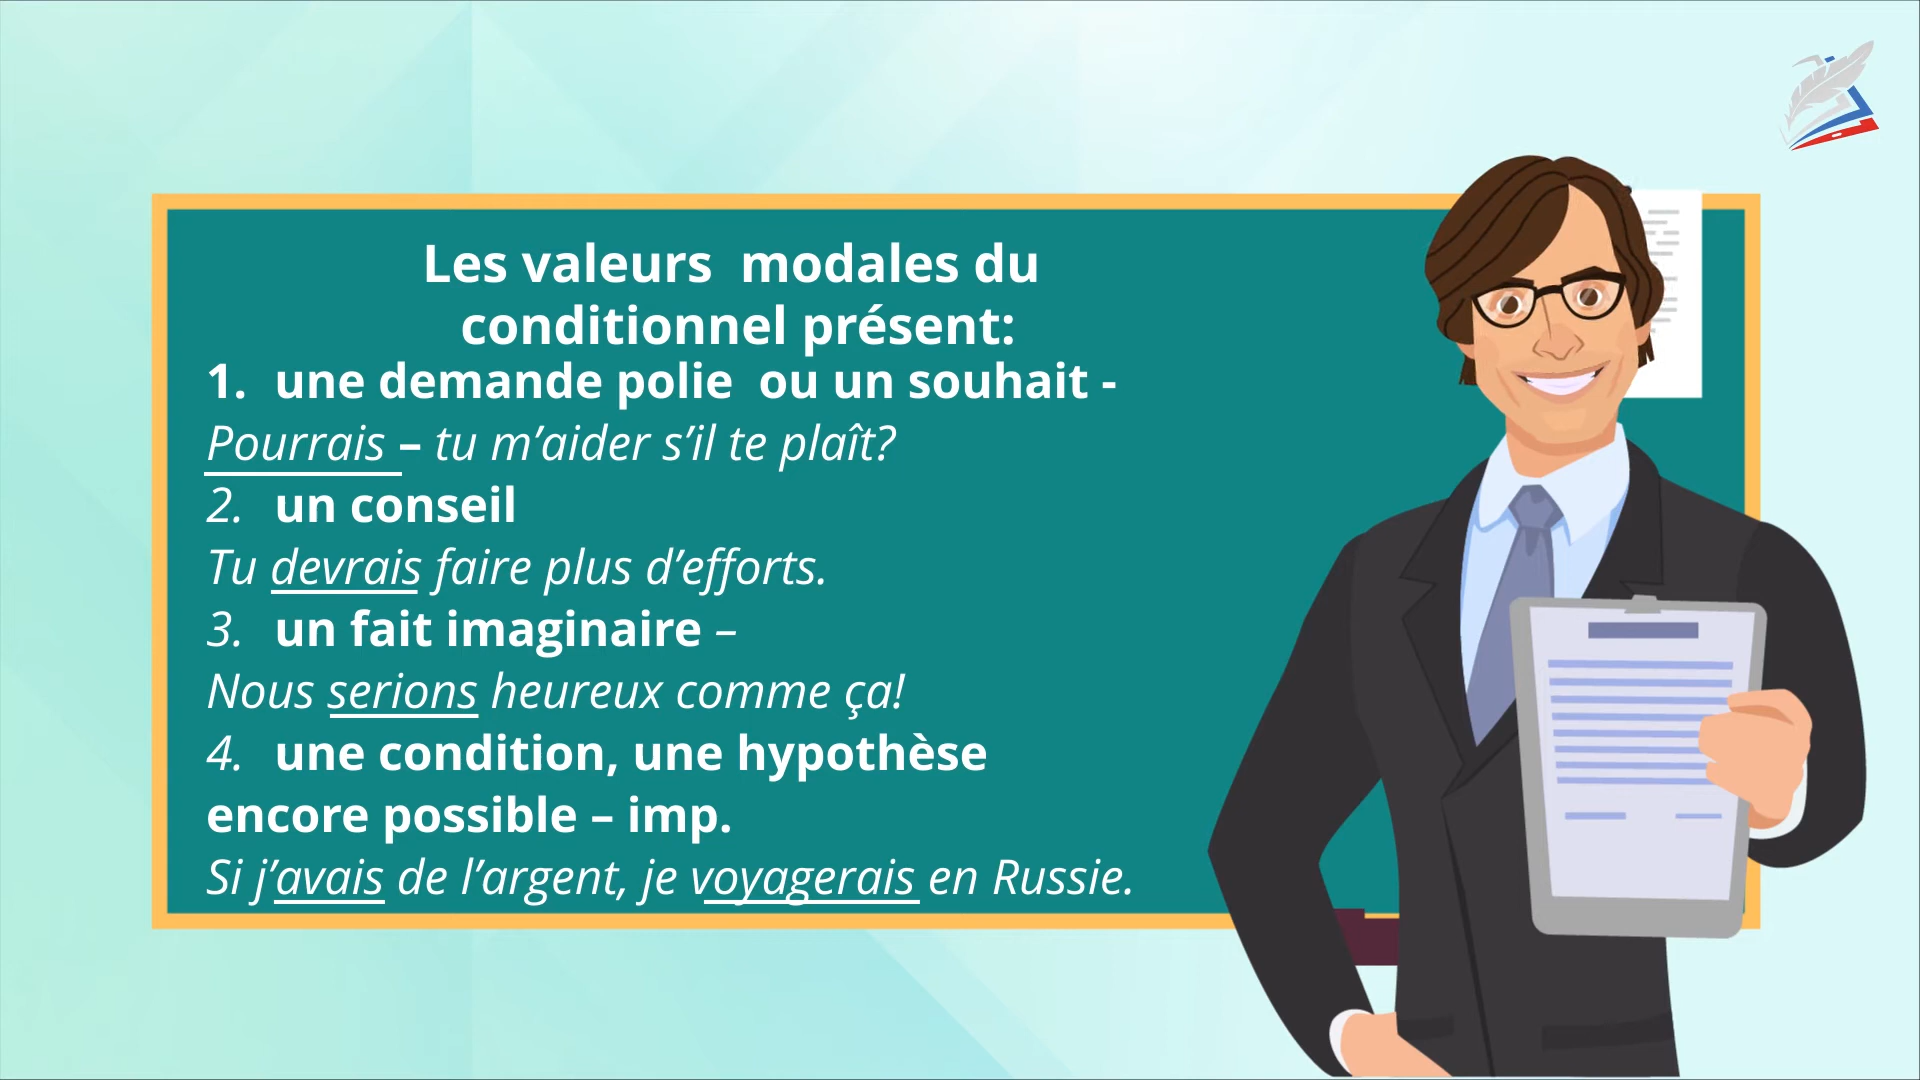 Les valeurs modales du
conditionnel présent:
1. une demande polie ou un souhait -
Pourrais – tu m’aider s’il te plaît?
2. un conseil
Tu devrais faire plus d’efforts.
3. un fait imaginaire –
Nous serions heureux comme ça!
4. une condition, une hypothèse
encore possible – imp.
Si j’avais de l’argent, je voyagerais en Russie.